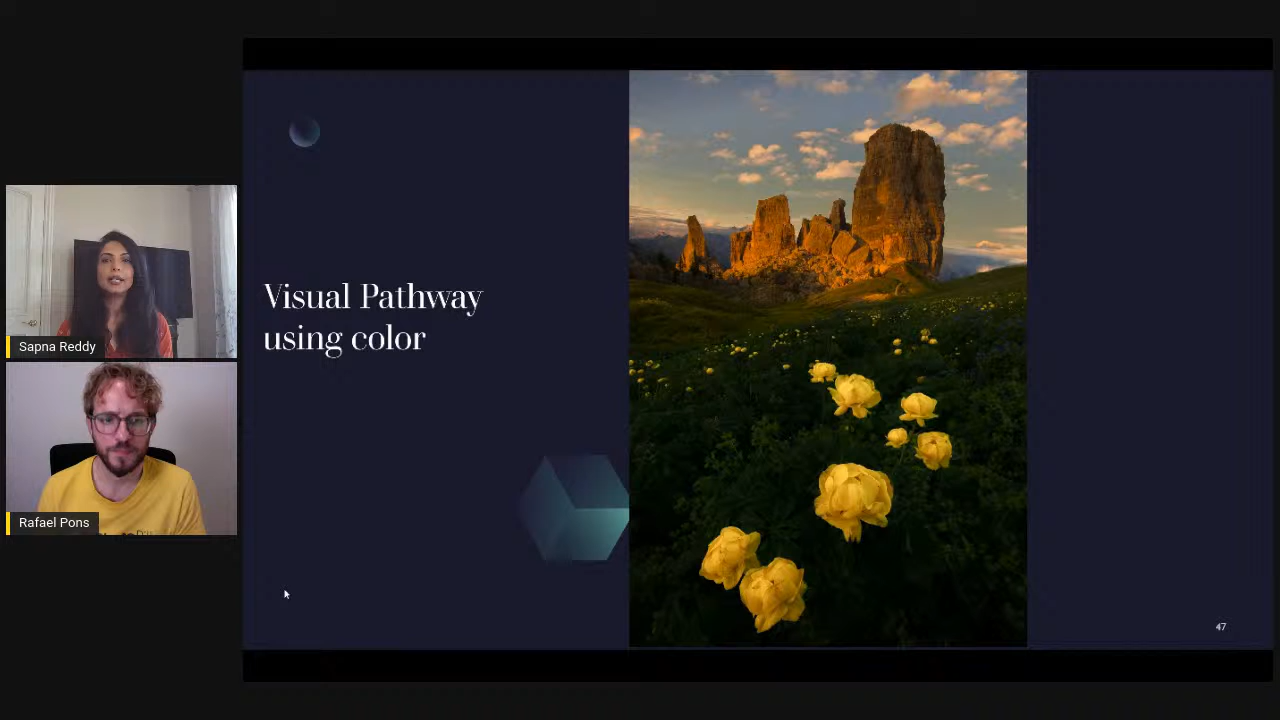 Visual Pathway
using color
Sapna Reddy
Rafael Pons
47